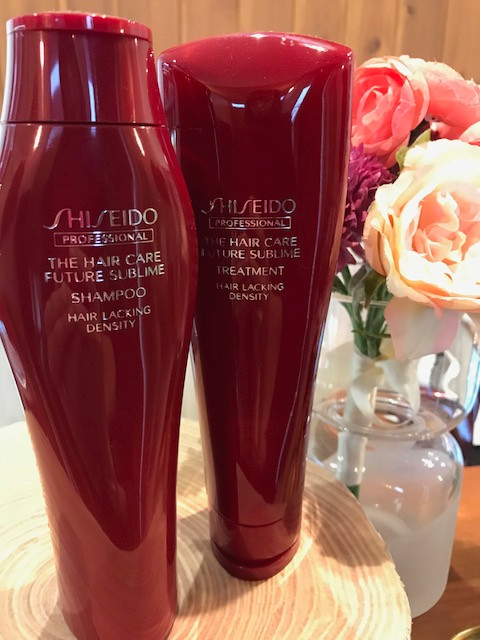 SHISEIDO
PROFESSIONAL
THE HAIR CARE
FUTURE SUBLIME
SHAMPOO
HAIR LACKING
DENSITY
SHISEIDO
PROFESSIONAL
THE HAIR CARE
FUTURE SUBLIME
TREATMENT
HAIR LACKING
DENSITY